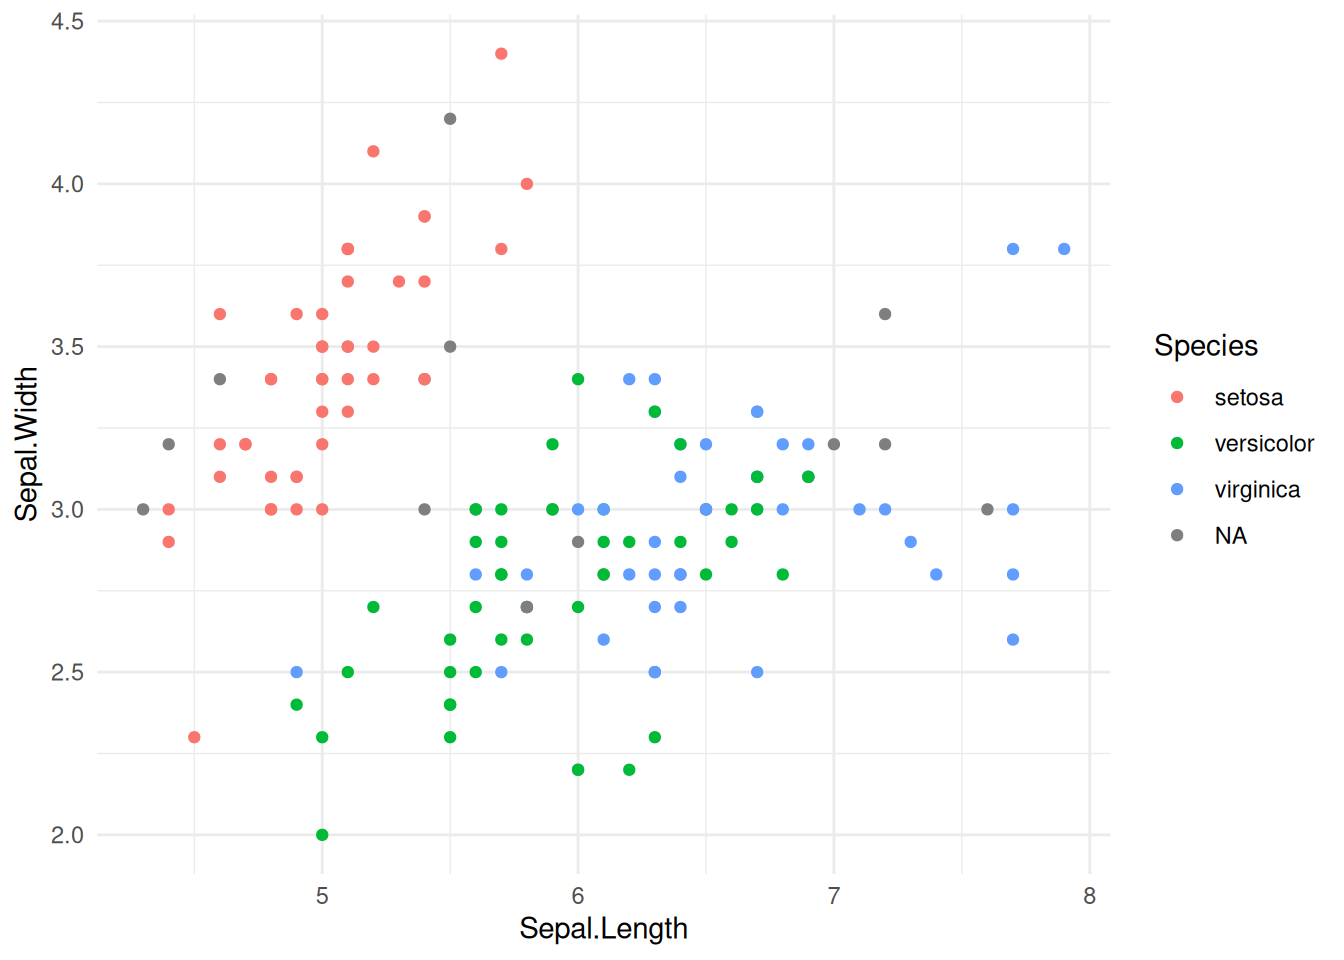 4.5
4.0
3.5
3.0
2.5
2.0
Sepal.Width
5 6 7 8
Sepal.Length
Species
setosa
versicolor
virginica
NA